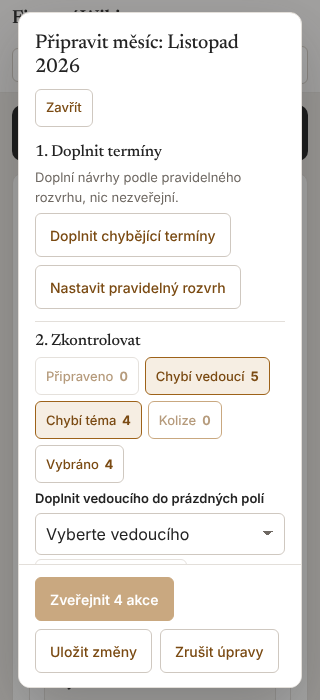 Připravit měsíc: Listopad
2026
Zavřít
1. Doplnit termíny
Doplní návrhy podle pravidelného
rozvrhu, nic nezveřejní.
Doplnit chybějící termíny
Nastavit pravidelný rozvrh
2. Zkontrolovat
Připraveno 0
Chybí vedoucí 5
Chybí téma 4
Kolize 0
Vybráno 4
Doplnit vedoucího do prázdných polí
Vyberte vedoucího
Zveřejnit 4 akce
Uložit změny
Zrušit úpravy